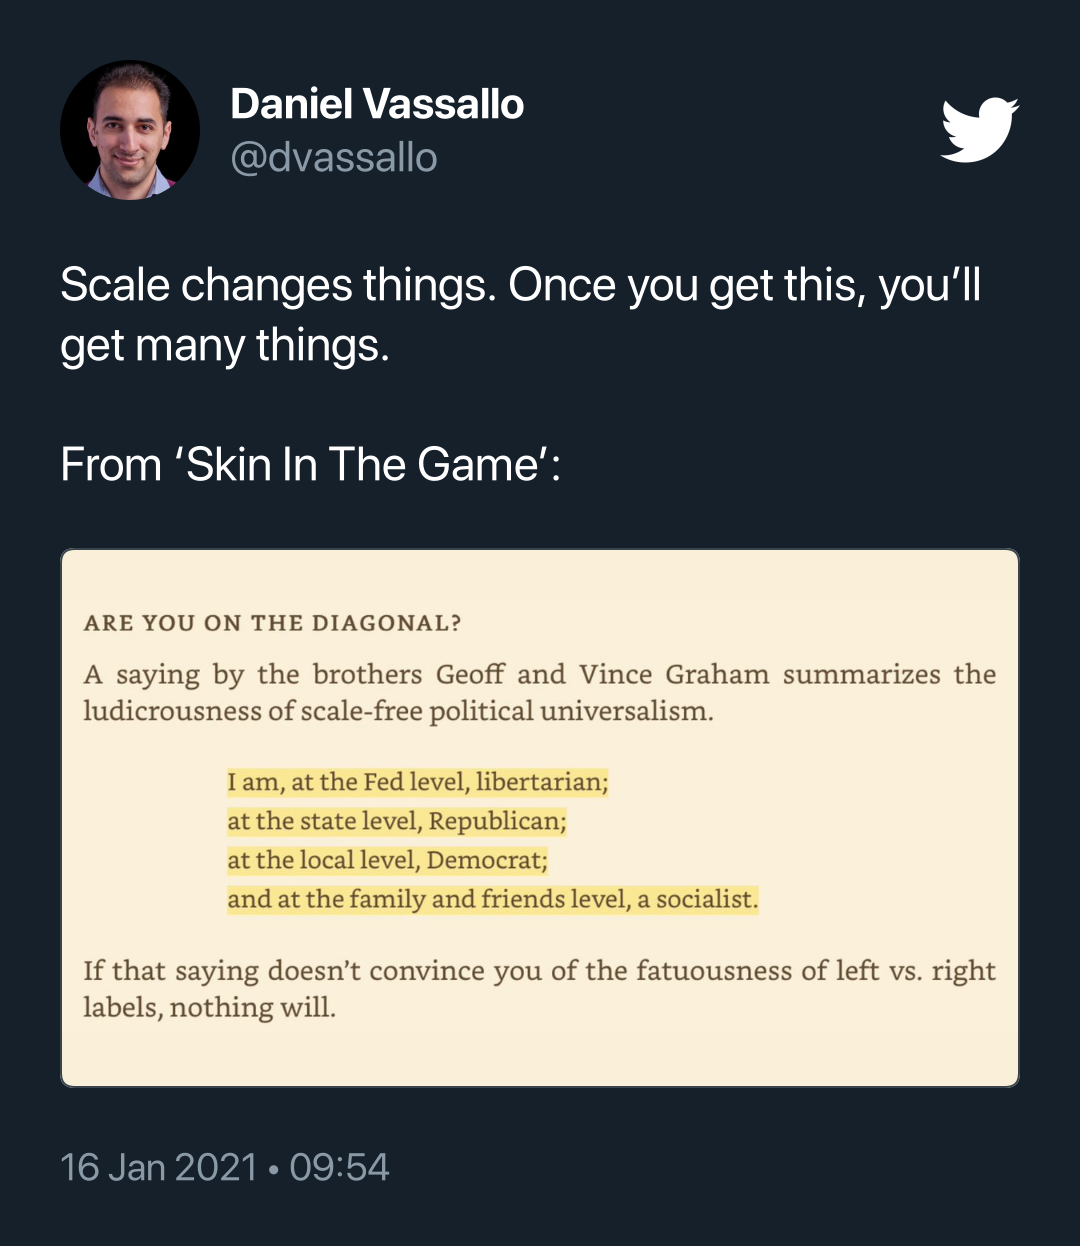 Daniel Vassallo
@dvassallo
Scale changes things. Once you get this, you’ll
get many things.
From ‘Skin In The Game’:
ARE YOU ON THE DIAGONAL?
A saying by the brothers Geoff and Vince Graham summarizes the
ludicrousness of scale-free political universalism.
I am, at the Fed level, libertarian;
at the state level, Republican;
at the local level, Democrat;
and at the family and friends level, a socialist.
If that saying doesn’t convince you of the fatuousness of left vs. right
labels, nothing will.
16 Jan 2021 • 09:54